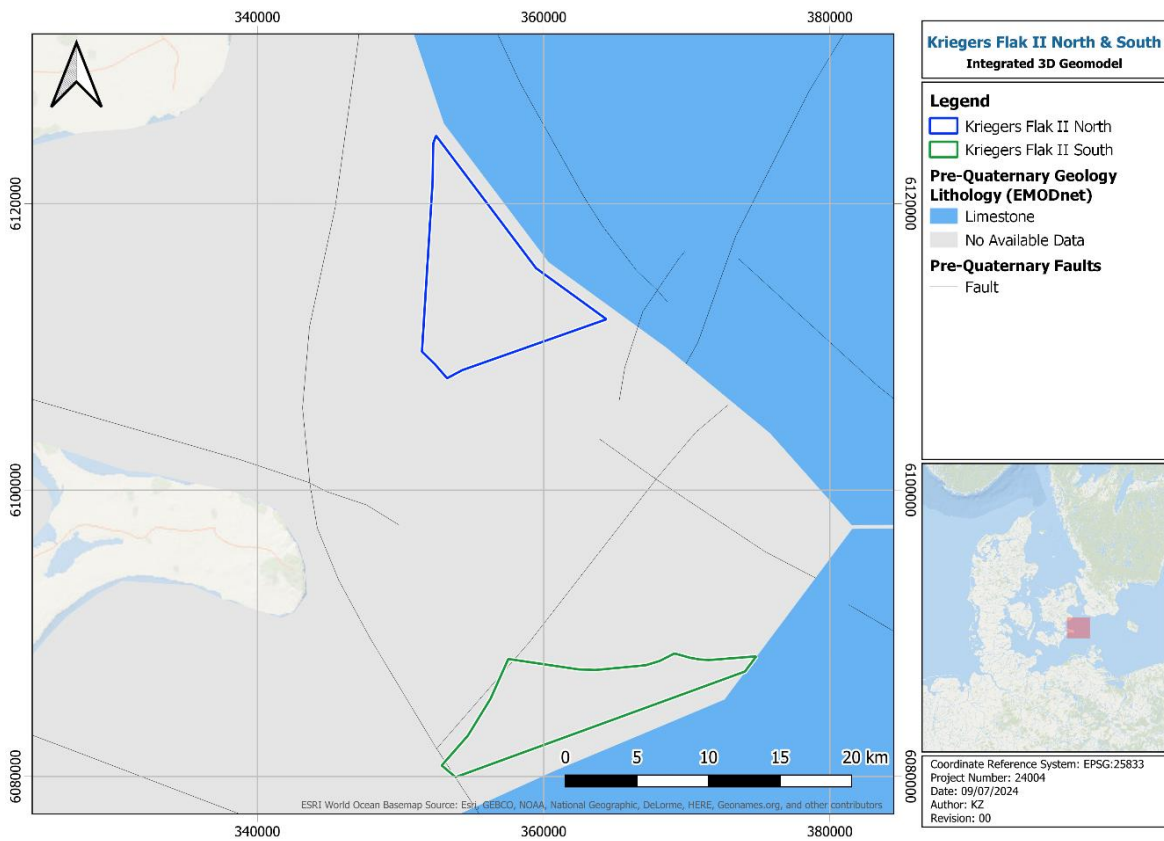 340000
360000
380000
6120000
6100000
6080000
6120000
6100000
6080000
0 5 10 15 20 km
ESRI World Ocean Basemap Source: Esri, GEBCO, NOAA, National Geographic, DeLorme, HERE, Geonames.org, and other contributors
340000
360000
380000
Kriegers Flak II North & South
Integrated 3D Geomodel
Legend
Kriegers Flak II North
Kriegers Flak II South
Pre-Quaternary Geology
Lithology (EMODnet)
Limestone
No Available Data
Pre-Quaternary Faults
Fault
Coordinate Reference System: EPSG:25833
Project Number: 24004
Date: 09/07/2024
Author: KZ
Revision: 00